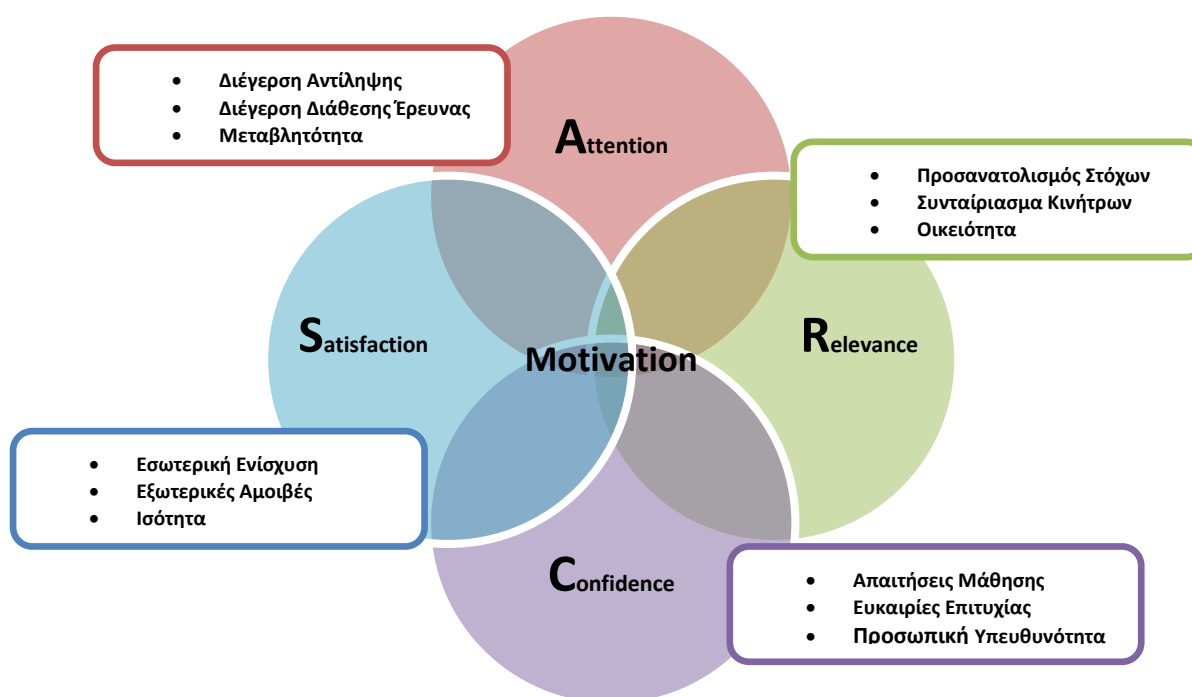 • Διέγερση Αντίληψης
• Διέγερση Διάθεσης Έρευνας
• Μεταβλητότητα
Attention
• Προσανατολισμός Στόχων
• Συνταίριασμα Κινήτρων
• Οικειότητα
Satisfaction
Relevance
Motivation
• Εσωτερική Ενίσχυση
• Εξωτερικές Αμοιβές
• Ισότητα
Confidence
• Απαιτήσεις Μάθησης
• Ευκαιρίες Επιτυχίας
• Προσωπική Υπευθυνότητα